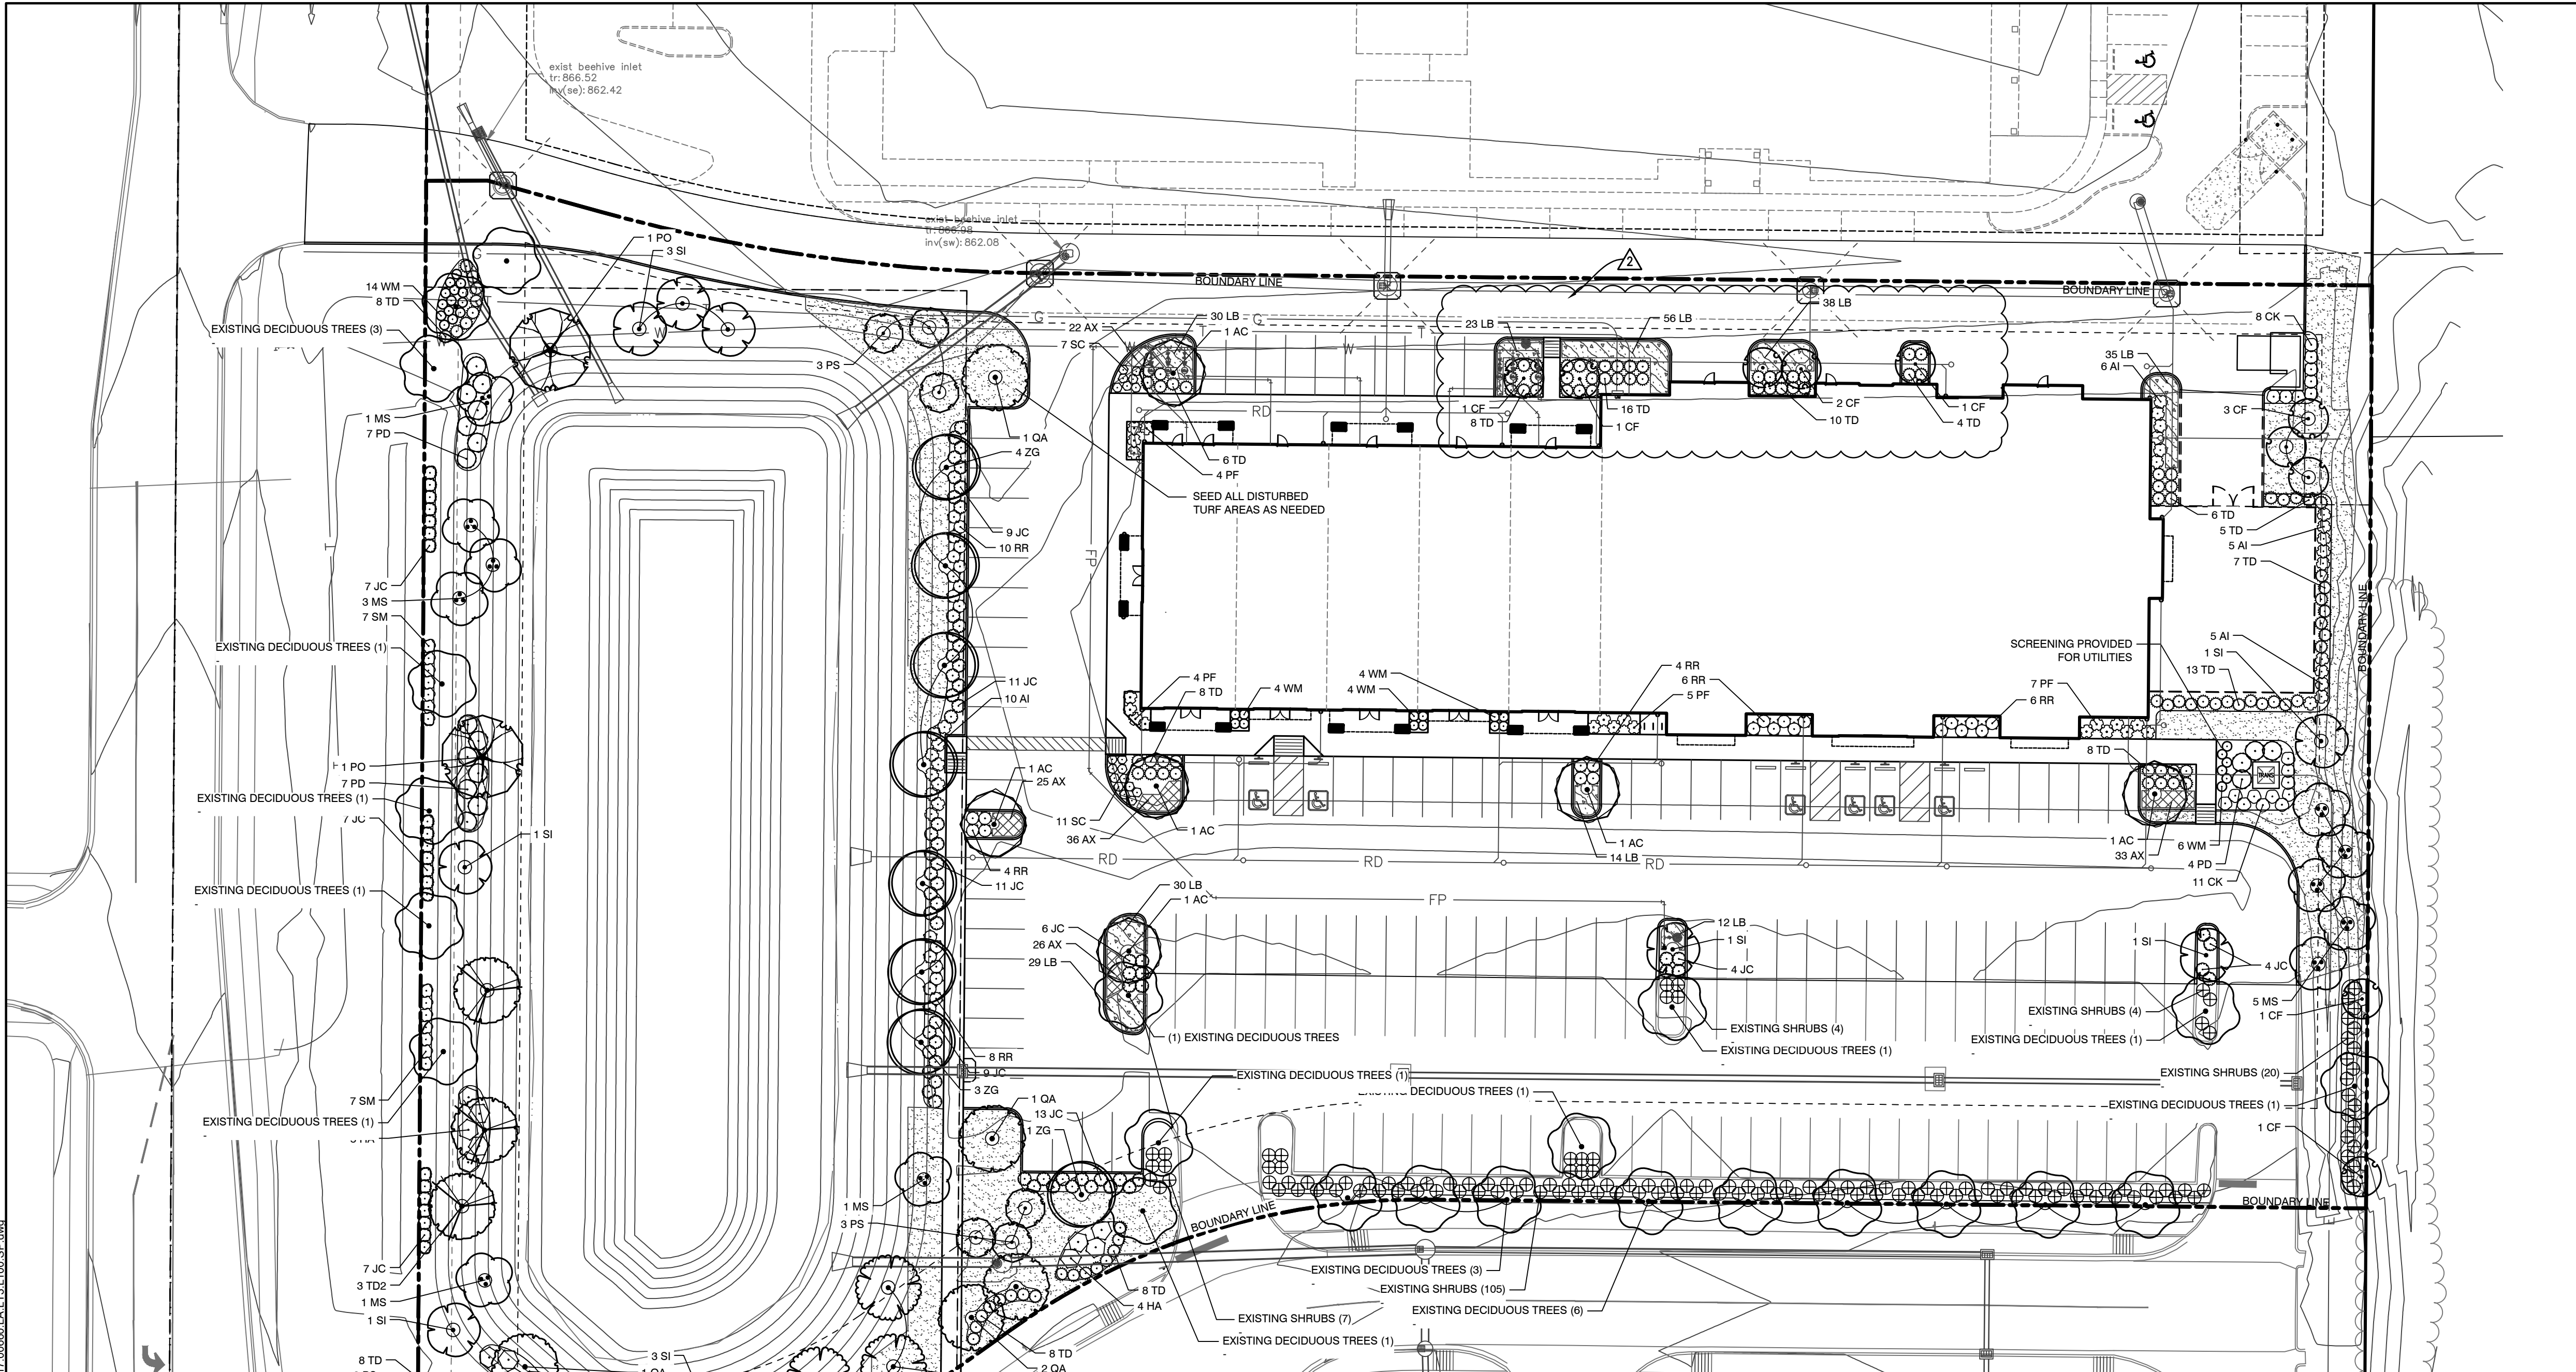 exist beehive inlet
tr: 866.52
inv(se): 862.42
exist beehive inlet
tr: 866.98
inv(sw): 862.08
1 PO
3 SI
G
W
14 WM
8 TD
EXISTING DECIDUOUS TREES (3)
3 PS
1 MS
7 PD
BOUNDARY LINE
2
BOUNDARY LINE
G
G
W
W
T
T
22 AX
7 SC
30 LB
1 AC
23 LB
56 LB
38 LB
8 CK
35 LB
6 AI
3 CF
RD
1 CF
8 TD
16 TD
1 CF
2 CF
10 TD
1 CF
4 TD
1 QA
4 ZG
6 TD
4 PF
SEED ALL DISTURBED
TURF AREAS AS NEEDED
6 TD
5 TD
5 AI
7 TD
9 JC
10 RR
FP
7 JC
3 MS
7 SM
BOUNDARY LINE
EXISTING DECIDUOUS TREES (1)
SCREENING PROVIDED
FOR UTILITIES
5 AI
1 SI
13 TD
11 JC
10 AI
4 PF
8 TD
4 WM
4 WM
4 WM
4 RR
6 RR
5 PF
7 PF
6 RR
8 TD
TRANS
1 PO
7 PD
EXISTING DECIDUOUS TREES (1)
7 JC
1 SI
1 AC
25 AX
11 SC
36 AX
1 AC
1 AC
14 LB
1 AC
33 AX
6 WM
4 PD
11 CK
RD
RD
RD
4 RR
11 JC
EXISTING DECIDUOUS TREES (1)
30 LB
1 AC
FP
6 JC
26 AX
29 LB
12 LB
1 SI
4 JC
1 SI
4 JC
5 MS
1 CF
(1) EXISTING DECIDUOUS TREES
EXISTING SHRUBS (4)
EXISTING DECIDUOUS TREES (1)
EXISTING SHRUBS (4)
EXISTING DECIDUOUS TREES (1)
8 RR
9 JC
3 ZG
EXISTING SHRUBS (20)
EXISTING DECIDUOUS TREES (1)
EXISTING DECIDUOUS TREES (1)
EXISTING DECIDUOUS TREES (1)
7 SM
EXISTING DECIDUOUS TREES (1)
1 QA
13 JC
1 ZG
1 CF
1 MS
3 PS
BOUNDARY LINE
BOUNDARY LINE
7 JC
3 TD2
1 MS
1 SI
EXISTING DECIDUOUS TREES (3)
EXISTING SHRUBS (105)
EXISTING DECIDUOUS TREES (6)
8 TD
4 HA
EXISTING SHRUBS (7)
EXISTING DECIDUOUS TREES (1)
8 TD
3 SI
8 TD
2 QA